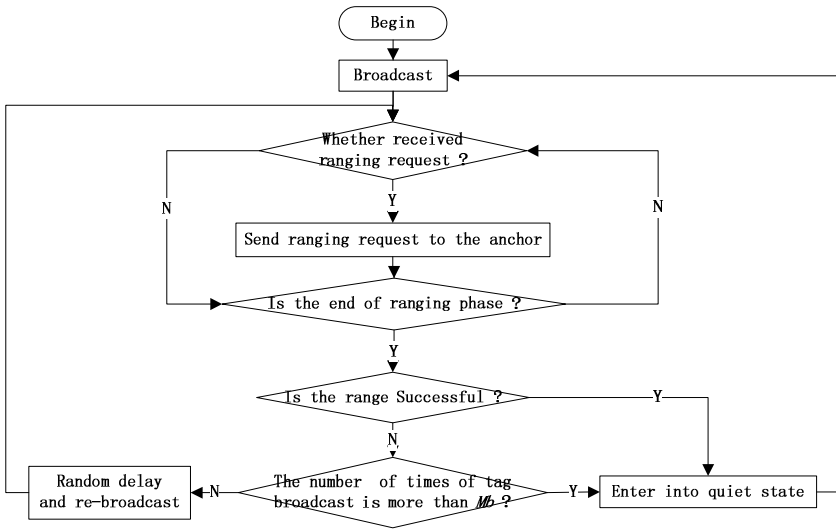 Begin
Broadcast
Whether received
ranging request ?
N
Y
N
Send ranging request to the anchor
Is the end of ranging phase ?
Y
Is the range Successful ?
Y
N
Random delay
and re-broadcast
N
The number of times of tag
broadcast is more than Mb ?
Y
Enter into quiet state